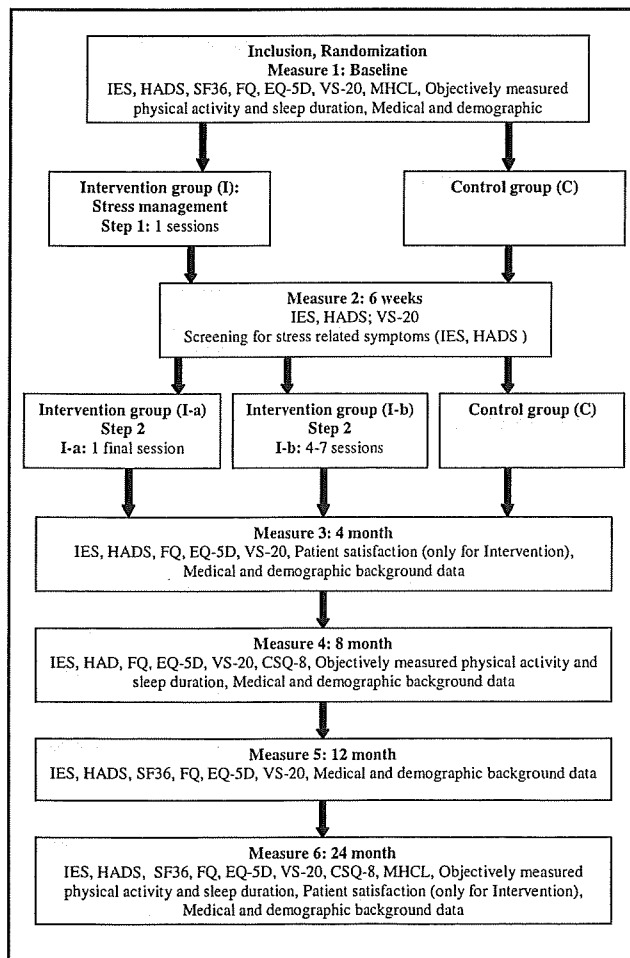 Inclusion, Randomization
Measure 1: Baseline
IES, HADS, SF36, FQ, EQ-5D, VS-20, MHCL, Objectively measured
physical activity and sleep duration, Medical and demographic
Intervention group (I):
Stress management
Step 1: 1 sessions
Control group (C)
Measure 2: 6 weeks
IES, HADS; VS-20
Screening for stress related symptoms (IES, HADS )
Intervention group (I-a)
Step 2
I-a: 1 final session
Intervention group (I-b)
Step 2
I-b: 4-7 sessions
Control group (C)
Measure 3: 4 month
IES, HADS, FQ, EQ-5D, VS-20, Patient satisfaction (only for Intervention),
Medical and demographic background data
Measure 4: 8 month
IES, HAD, FQ, EQ-5D, VS-20, CSQ-8, Objectively measured physical activity and
sleep duration, Medical and demographic background data
Measure 5: 12 month
IES, HADS, SF36, FQ, EQ-5D, VS-20, Medical and demographic background data
Measure 6: 24 month
IES, HADS, SF36, FQ, EQ-5D, VS-20, CSQ-8, MHCL, Objectively measured
physical activity and sleep duration, Patient satisfaction (only for Intervention),
Medical and demographic background data